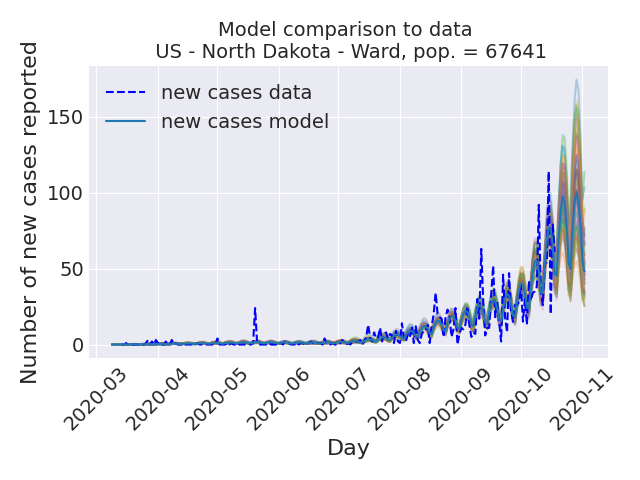 Model comparison to data
US - North Dakota - Ward, pop. = 67641
Number of new cases reported
150
100
50
0
new cases data
new cases model
2020-03
2020-04
2020-05
2020-06
2020-07
2020-08
2020-09
2020-10
2020-11
Day